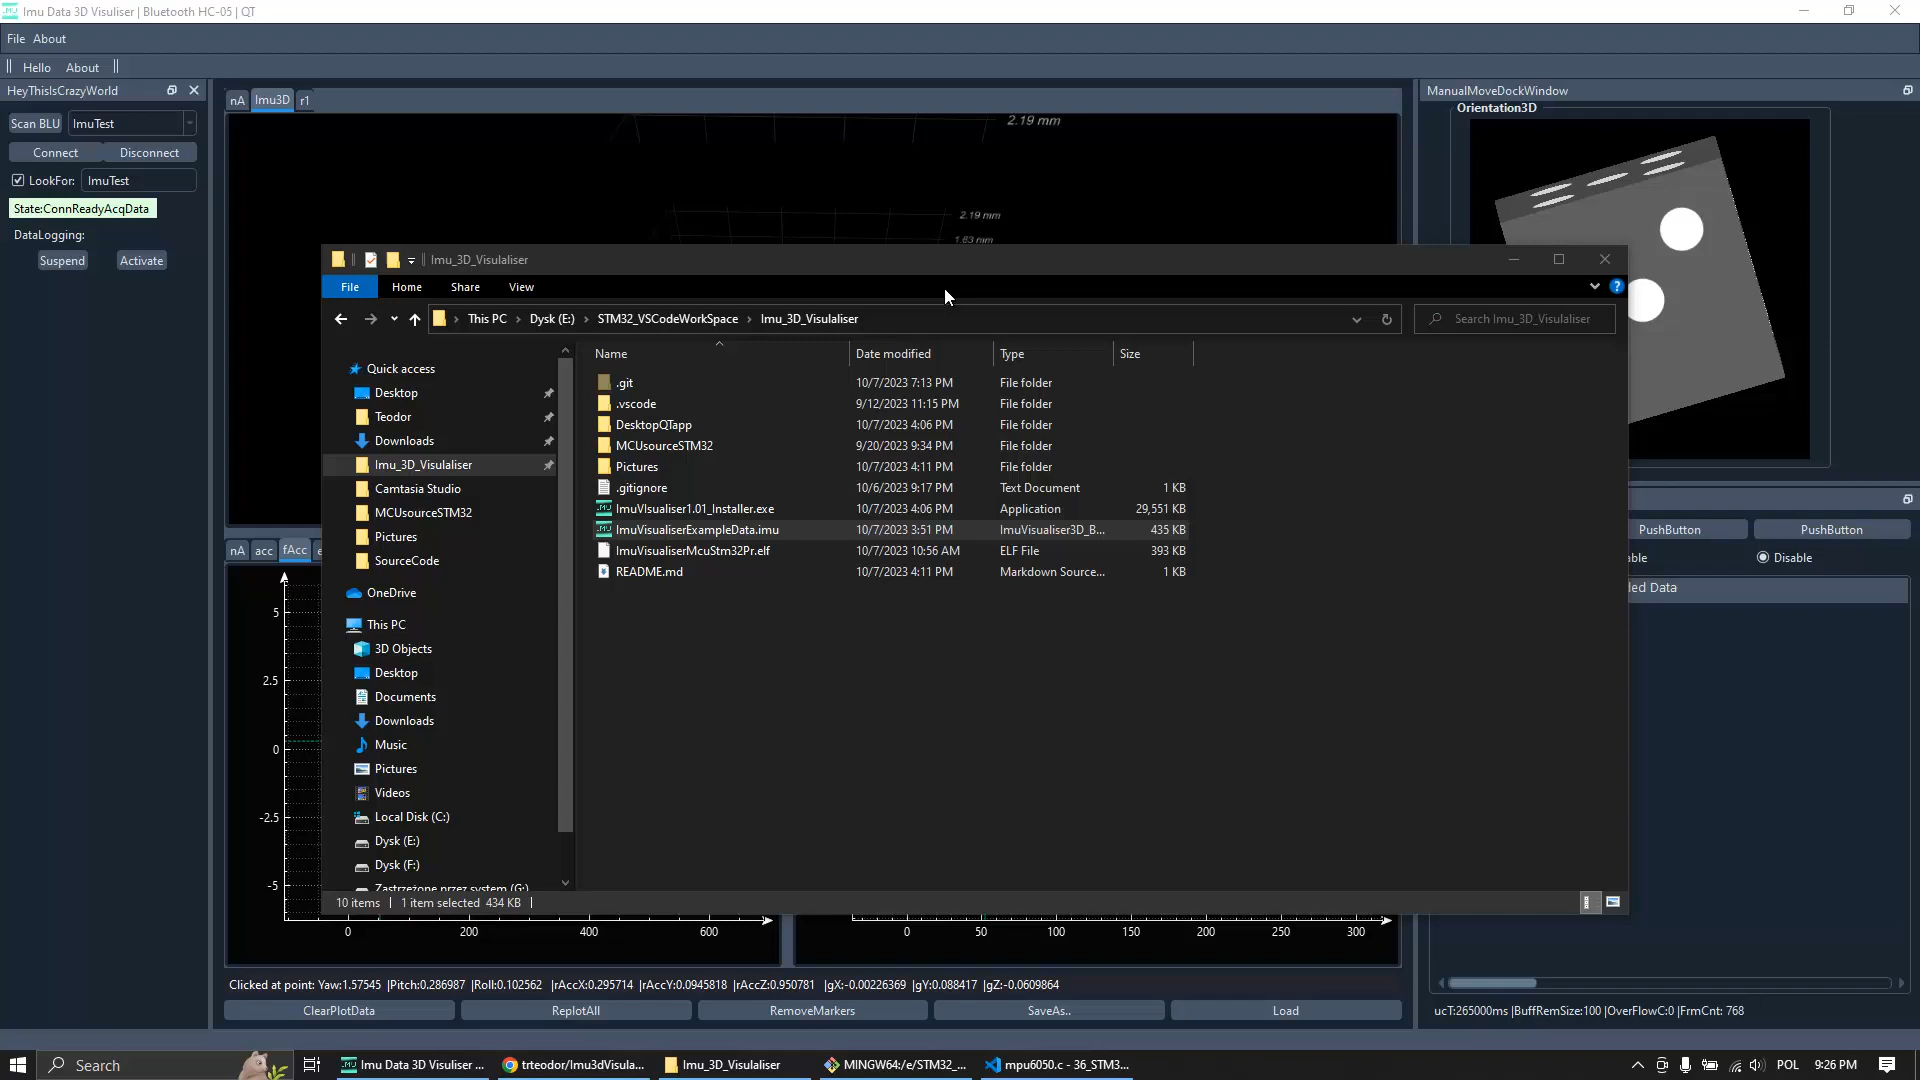 Imu Data 3D Visuliser | Bluetooth HC-05 | QT
File About
Hello About
HeyThisIsCrazyWorld
Scan BLU ImuTest
Connect Disconnect
LookFor: ImuTest
State:ConnReadyAcqData
DataLogging:
Suspend Activate
nA Imu3D r1
2.19 mm
2.19 mm
1.63 mm
ManualMoveDockWindow
Orientation3D
Imu_3D_Visulaliser
File Home Share View
This PC Dysk (E:) STM32_VSCodeWorkSpace Imu_3D_Visulaliser
Search Imu_3D_Visulaliser
Name Date modified Type Size
.git 10/7/2023 7:13 PM File folder
.vscode 9/12/2023 11:15 PM File folder
DesktopQTapp 10/7/2023 4:06 PM File folder
MCUsourceSTM32 9/20/2023 9:34 PM File folder
Pictures 10/7/2023 4:11 PM File folder
.gitignore 10/6/2023 9:17 PM Text Document 1 KB
ImuVIsualiser1.01_Installer.exe 10/7/2023 4:06 PM Application 29,551 KB
ImuVisualiserExampleData.imu 10/7/2023 3:51 PM ImuVisualiser3D_B... 435 KB
ImuVisualiserMcuStm32Pr.elf 10/7/2023 10:56 AM ELF File 393 KB
README.md 10/7/2023 4:11 PM Markdown Source... 1 KB
Quick access
Desktop
Teodor
Downloads
Imu_3D_Visulaliser
Camtasia Studio
MCUsourceSTM32
Pictures
SourceCode
OneDrive
This PC
3D Objects
Desktop
Documents
Downloads
Music
Pictures
Videos
Local Disk (C:)
Dysk (E:)
Dysk (F:)
Zastrzeżone przez system (G:)
10 items 1 item selected 434 KB
PushButton PushButton
able Disable
ded Data
nA acc fAcc
5
2.5
0
-2.5
-5
0 200 400 600
0 50 100 150 200 250 300
Clicked at point: Yaw:1.57545 |Pitch:0.286987 |Roll:0.102562 |rAccX:0.295714 |rAccY:0.0945818 |rAccZ:0.950781 |gX:-0.00226369 |gY:0.088417 |gZ:-0.0609864
ClearPlotData ReplotAll RemoveMarkers SaveAs.. Load
ucT:265000ms |BuffRemSize:100 |OverFlowC:0 |FrmCnt: 768
Search
Imu Data 3D Visuliser ... trteodor/Imu3dVisula... Imu_3D_Visulaliser MINGW64:/e/STM32_... mpu6050.c - 36_STM3...
POL 9:26 PM